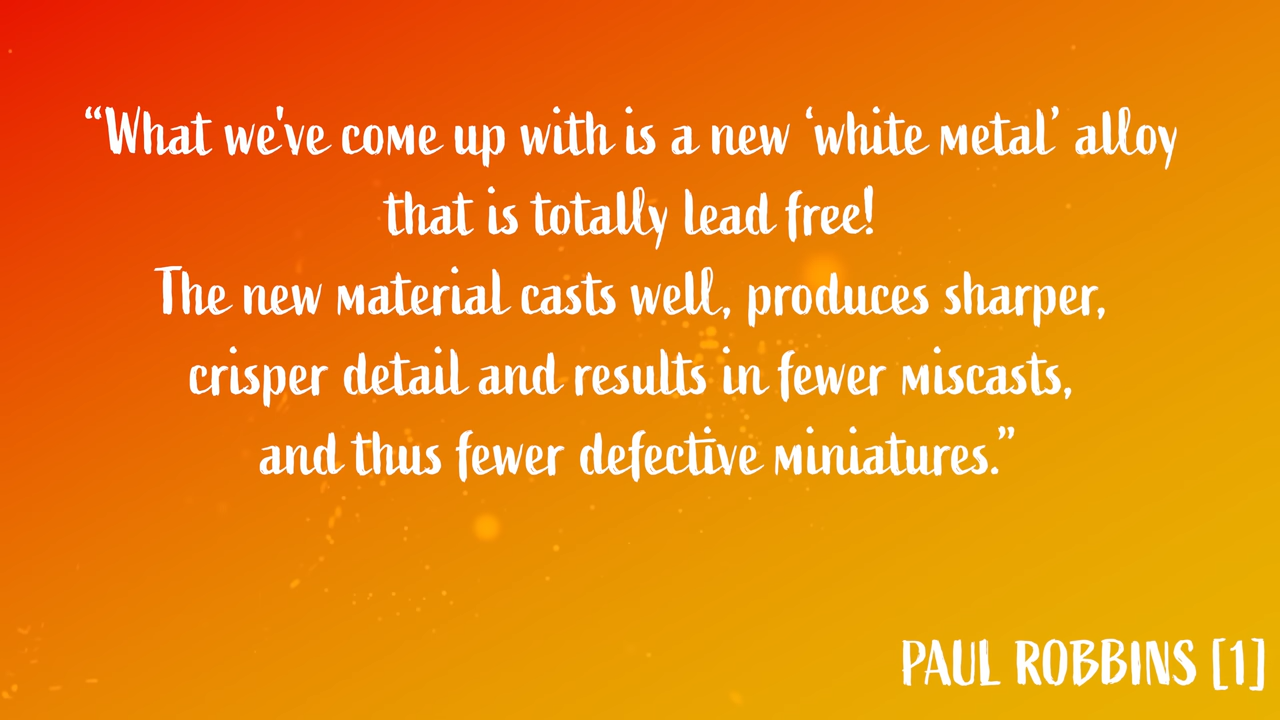 “What we've come up with is a new ‘white metal’ alloy
that is totally lead free!
The new material casts well, produces sharper,
crisper detail and results in fewer miscasts,
and thus fewer defective miniatures.”
PAUL ROBBINS [1]